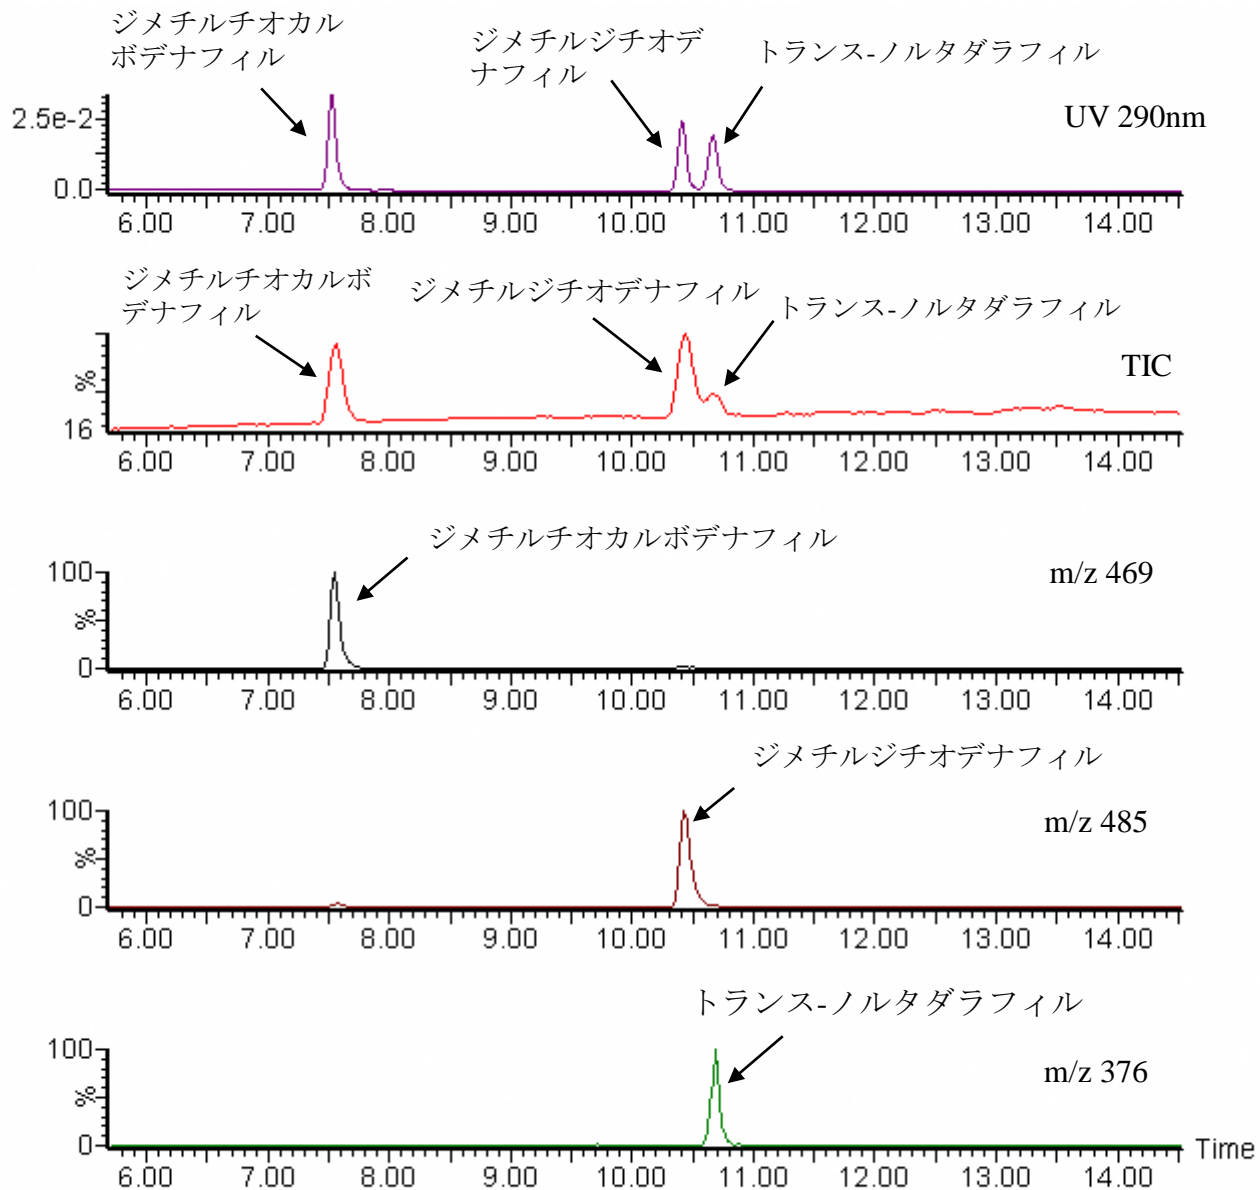 ジメチルチオカル
ボデナフィル
ジメチルジチオデ
ナフィル
トランス-ノルタダラフィル
UV 290nm
2.5e-2
0.0
6.00 7.00 8.00 9.00 10.00 11.00 12.00 13.00 14.00
ジメチルチオカルボ
デナフィル
ジメチルジチオデナフィル
トランス-ノルタダラフィル
TIC
%
16
6.00 7.00 8.00 9.00 10.00 11.00 12.00 13.00 14.00
ジメチルチオカルボデナフィル
m/z 469
100
%
0
6.00 7.00 8.00 9.00 10.00 11.00 12.00 13.00 14.00
ジメチルジチオデナフィル
m/z 485
100
%
0
6.00 7.00 8.00 9.00 10.00 11.00 12.00 13.00 14.00
トランス-ノルタダラフィル
m/z 376
100
%
0
Time
6.00 7.00 8.00 9.00 10.00 11.00 12.00 13.00 14.00